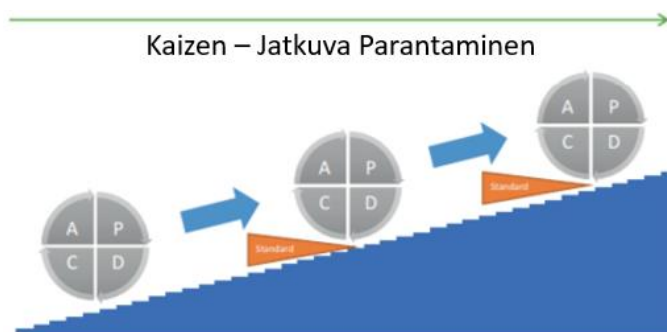 Kaizen – Jatkuva Parantaminen
A P
C D
Standard
A P
C D
Standard
A P
C D